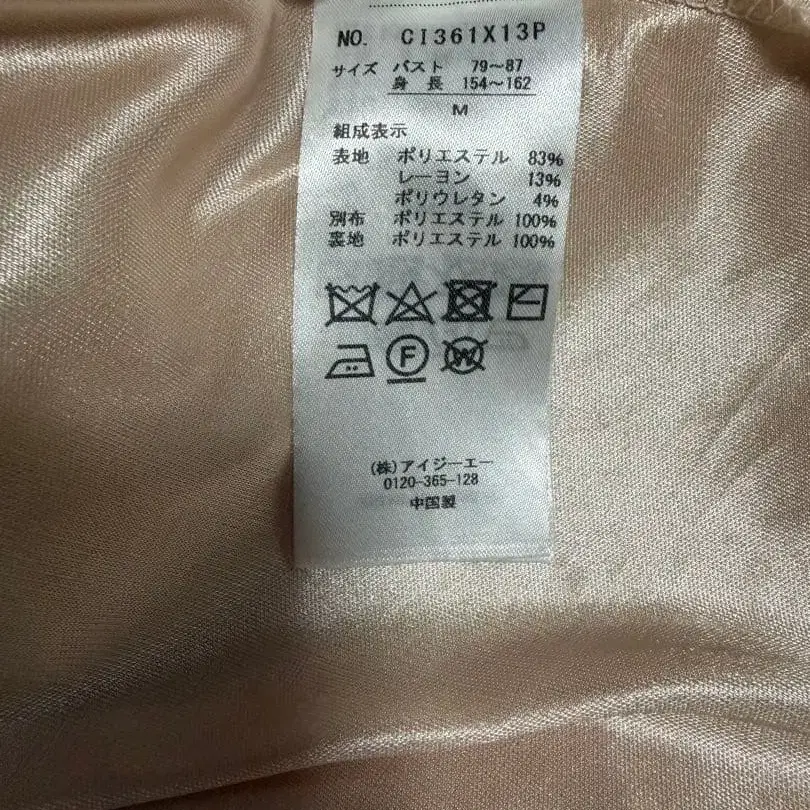 NO. CI361X13P
サイズ バスト 79～87
身長 154～162
M
組成表示
表地 ポリエステル 83%
レーヨン 13%
ポリウレタン 4%
別布 ポリエステル 100%
裏地 ポリエステル 100%
F W
(株)アイジーエー
0120-365-128
中国製